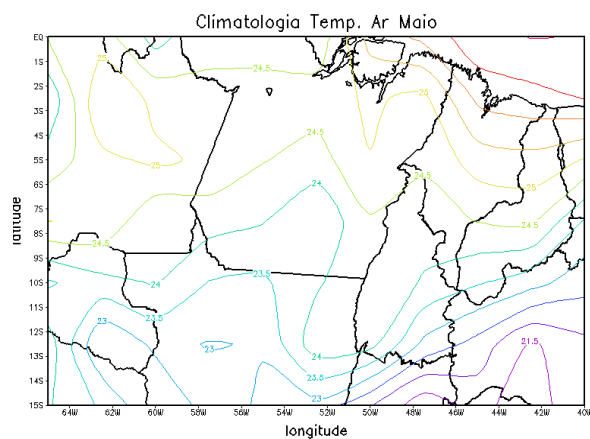 Climatologia Temp. Ar Maio
EQ
1S
2S
3S
4S
5S
6S
7S
8S
9S
10S
11S
12S
13S
14S
15S
latitude
25
24.5
25
25
24.5
24.5
25
24
24.5
24.5
24
23.5
23.5
23
23
21.5
24
23.5
23
64W 62W 60W 58W 56W 54W 52W 50W 48W 46W 44W 42W 40W
longitude